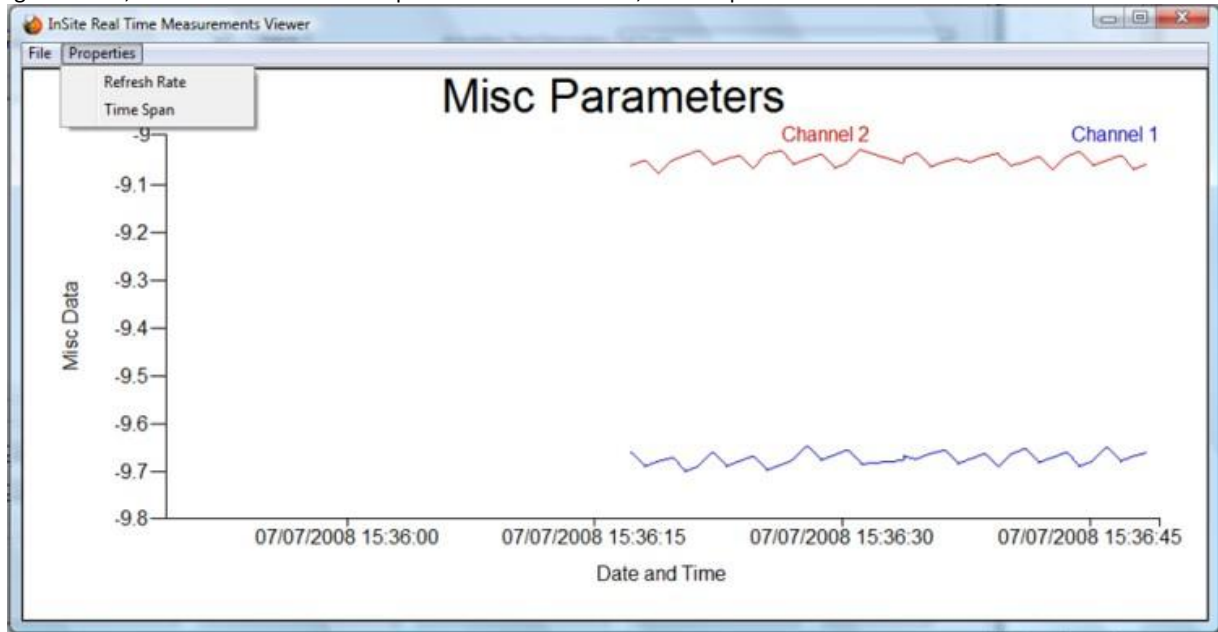 InSite Real Time Measurements Viewer
File Properties
Refresh Rate
Time Span
Misc Parameters
Channel 2 Channel 1
-9
-9.1
-9.2
-9.3
-9.4
-9.5
-9.6
-9.7
-9.8
Misc Data
07/07/2008 15:36:00 07/07/2008 15:36:15 07/07/2008 15:36:30 07/07/2008 15:36:45
Date and Time